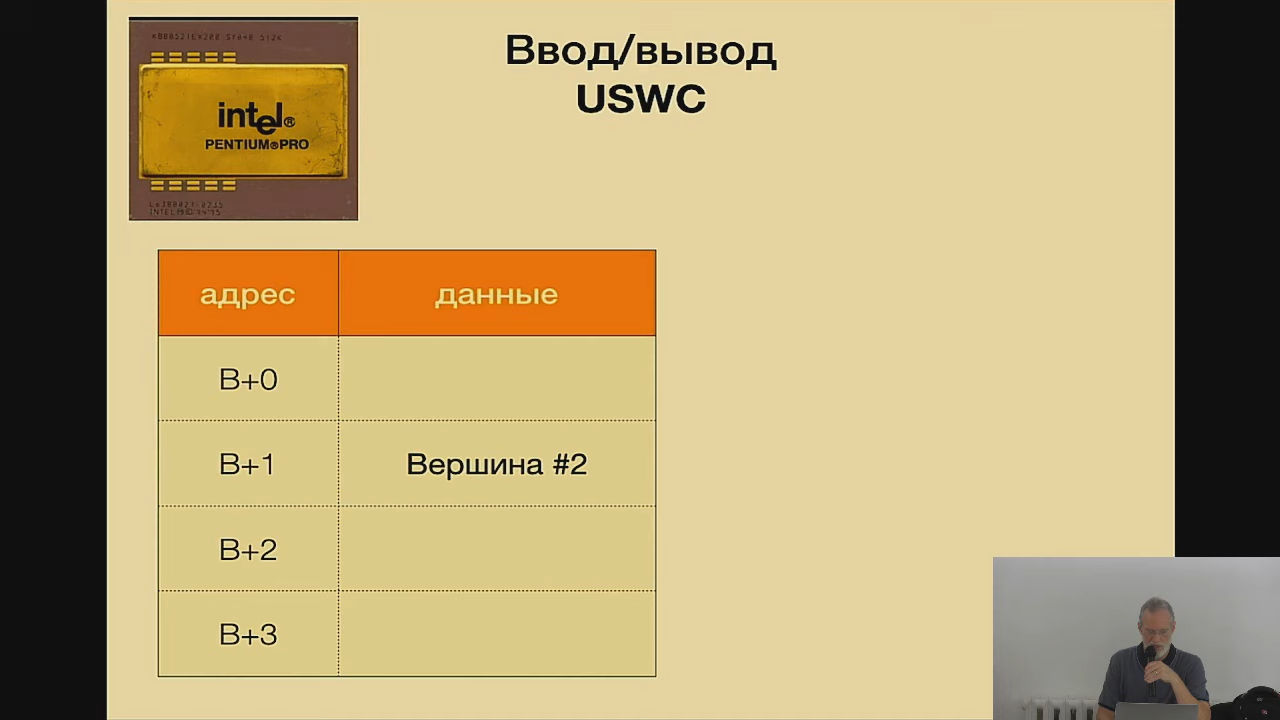 Ввод/вывод
USWC
intel®
PENTIUM®PRO
адрес
данные
B+0
B+1
Вершина #2
B+2
B+3